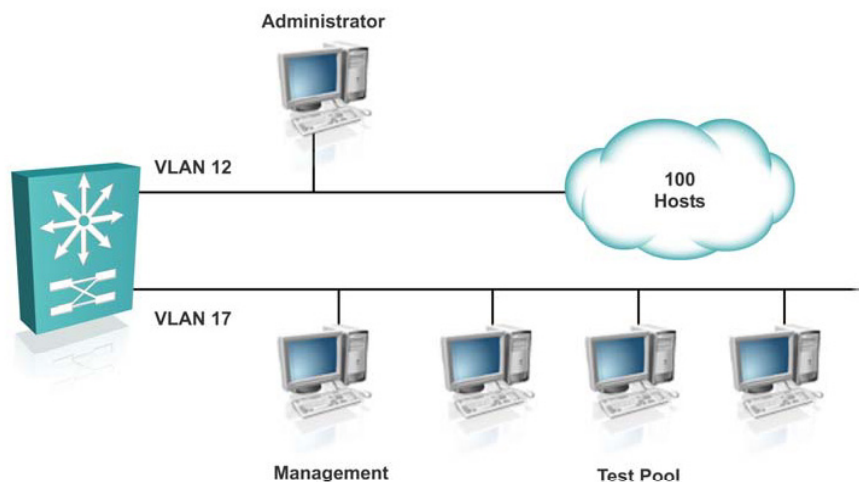 Administrator
VLAN 12
100
Hosts
VLAN 17
Management
Test Pool